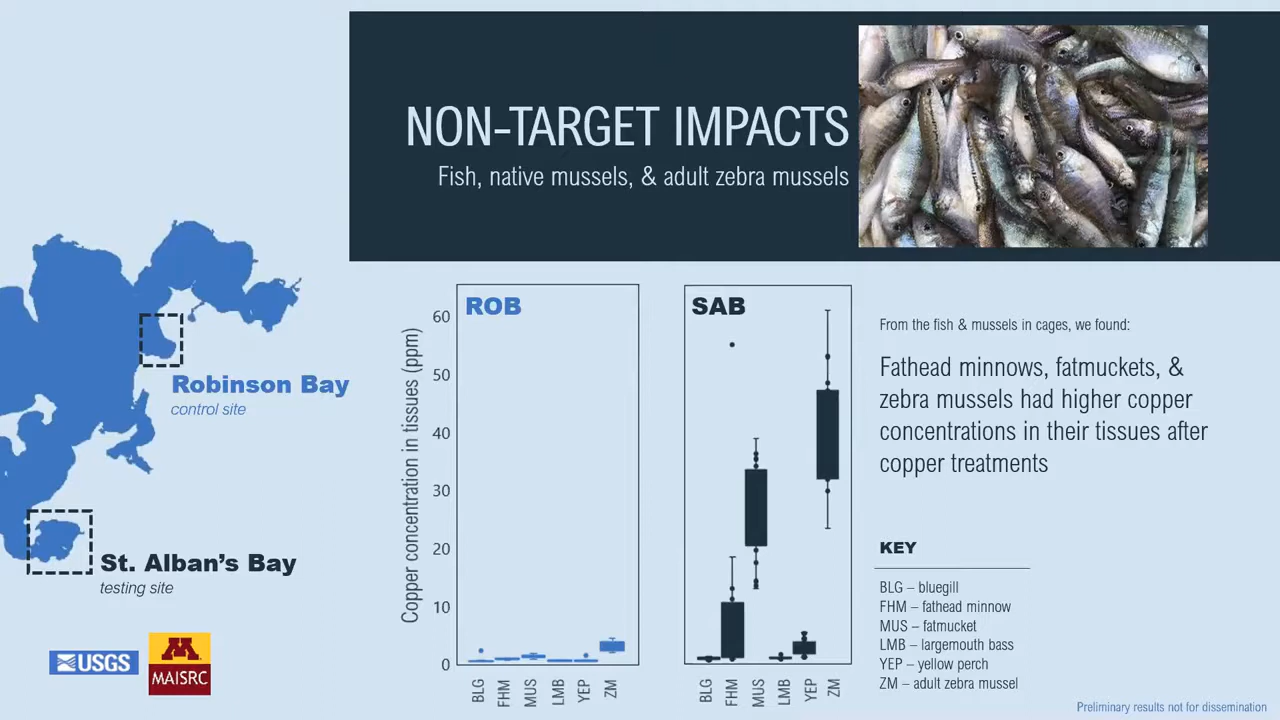 NON-TARGET IMPACTS
Fish, native mussels, & adult zebra mussels
Robinson Bay
control site
St. Alban's Bay
testing site
USGS
M
MAISRC
Copper concentration in tissues (ppm)
60
50
40
30
20
10
0
ROB
BLG
FHM
MUS
LMB
YEP
ZM
SAB
BLG
FHM
MUS
LMB
YEP
ZM
From the fish & mussels in cages, we found:
Fathead minnows, fatmuckets, &
zebra mussels had higher copper
concentrations in their tissues after
copper treatments
KEY
BLG – bluegill
FHM – fathead minnow
MUS – fatmucket
LMB – largemouth bass
YEP – yellow perch
ZM – adult zebra mussel
Preliminary results not for dissemination